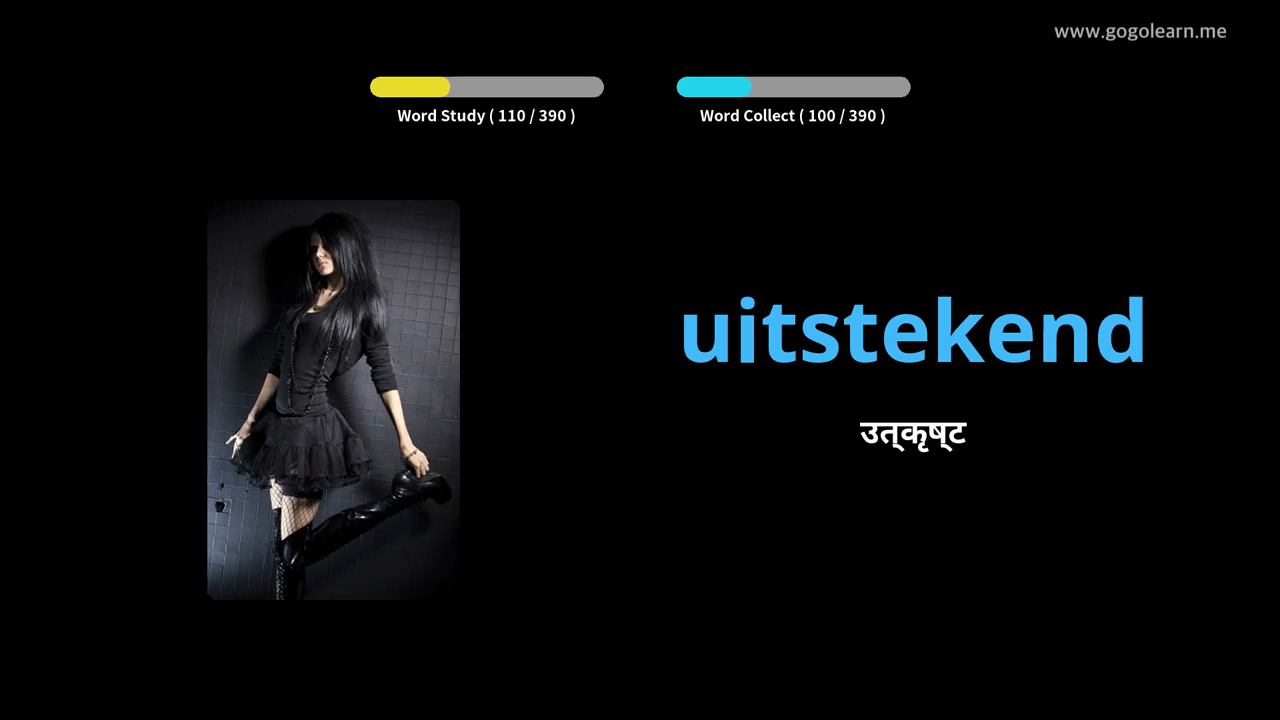 www.gogolearn.me
Word Study ( 110 / 390 )
Word Collect ( 100 / 390 )
uitstekend
उत्कृष्ट